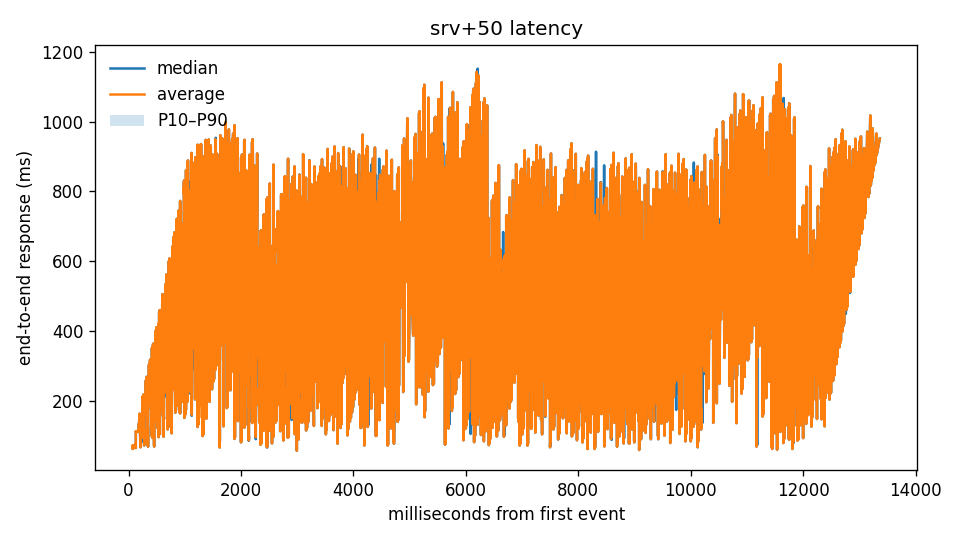 srv+50 latency
1200
1000
800
600
400
200
end-to-end response (ms)
median
average
P10–P90
0
2000
4000
6000
8000
10000
12000
14000
milliseconds from first event